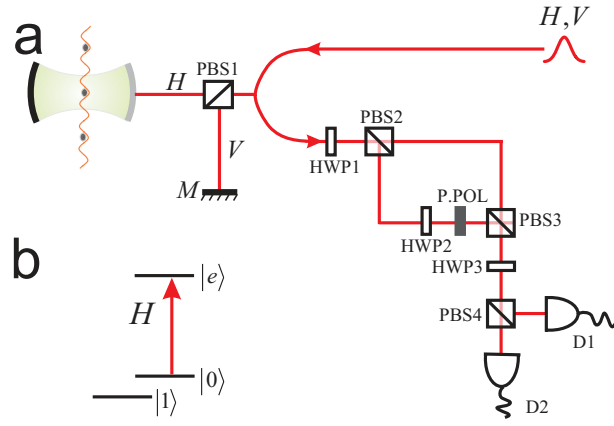 a
H, V
PBS1
H
V
M
PBS2
HWP1
P.POL
PBS3
HWP2
HWP3
PBS4
D1
D2
b
|e⟩
H
|0⟩
|1⟩